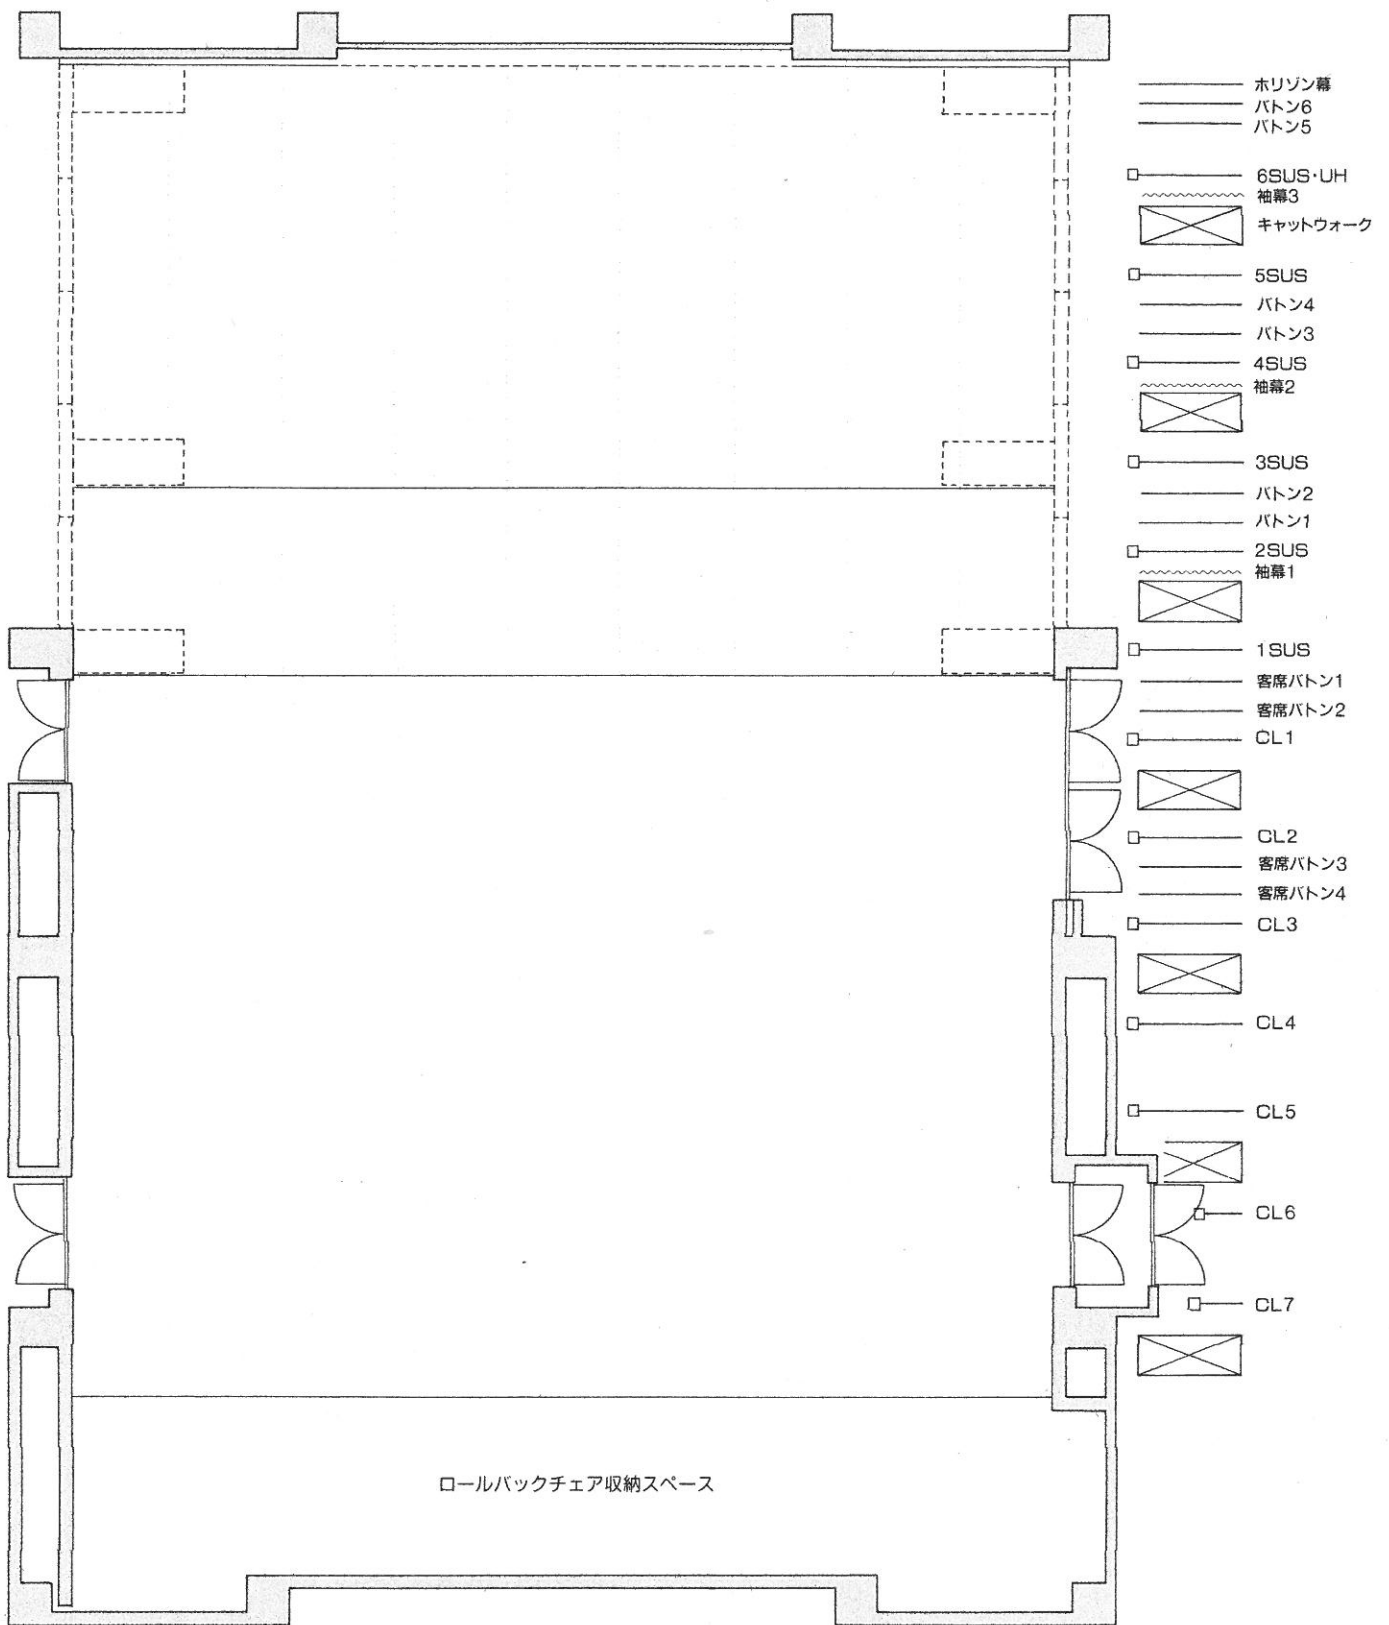 ホリゾン幕
バトン6
バトン5
6SUS・UH
袖幕3
キャットウォーク
5SUS
バトン4
バトン3
4SUS
袖幕2
3SUS
バトン2
バトン1
2SUS
袖幕1
1SUS
客席バトン1
客席バトン2
CL1
CL2
客席バトン3
客席バトン4
CL3
CL4
CL5
CL6
CL7
ロールバックチェア収納スペース